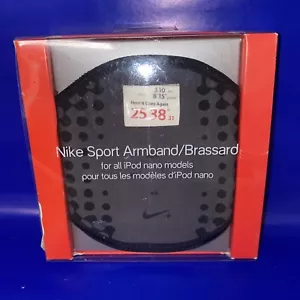 25.38
Nike Sport Armband/Brassard
for all iPod nano models
pour tous les modèles d'iPod nano